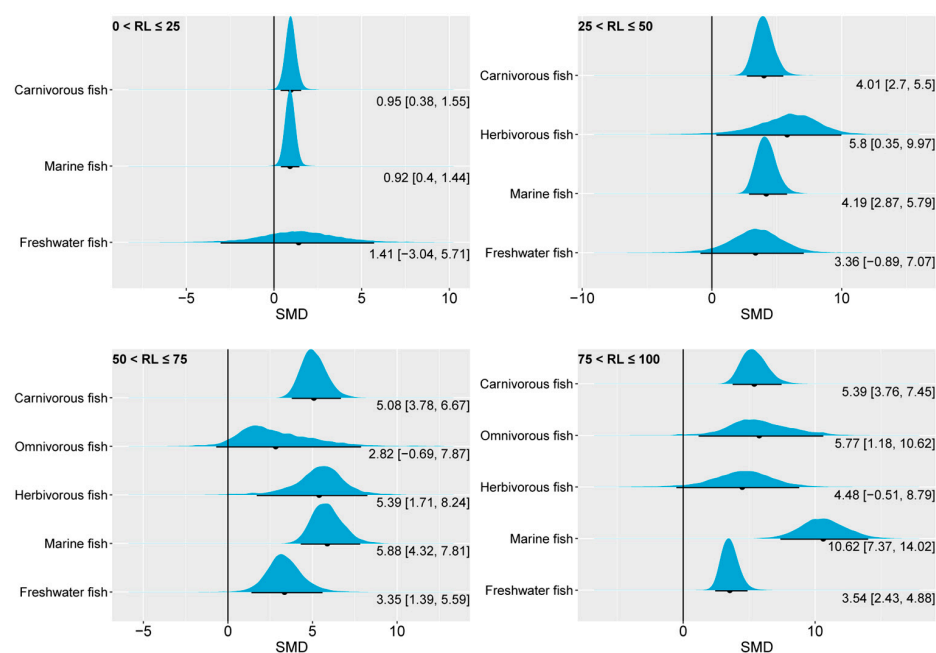 0 < RL ≤ 25
Carnivorous fish
0.95 [0.38, 1.55]
Marine fish
0.92 [0.4, 1.44]
Freshwater fish
1.41 [−3.04, 5.71]
−5 0 5 10
SMD
25 < RL ≤ 50
Carnivorous fish
4.01 [2.7, 5.5]
Herbivorous fish
5.8 [0.35, 9.97]
Marine fish
4.19 [2.87, 5.79]
Freshwater fish
3.36 [−0.89, 7.07]
−10 0 10
SMD
50 < RL ≤ 75
Carnivorous fish
5.08 [3.78, 6.67]
Omnivorous fish
2.82 [−0.69, 7.87]
Herbivorous fish
5.39 [1.71, 8.24]
Marine fish
5.88 [4.32, 7.81]
Freshwater fish
3.35 [1.39, 5.59]
−5 0 5 10
SMD
75 < RL ≤ 100
Carnivorous fish
5.39 [3.76, 7.45]
Omnivorous fish
5.77 [1.18, 10.62]
Herbivorous fish
4.48 [−0.51, 8.79]
Marine fish
10.62 [7.37, 14.02]
Freshwater fish
3.54 [2.43, 4.88]
0 10
SMD